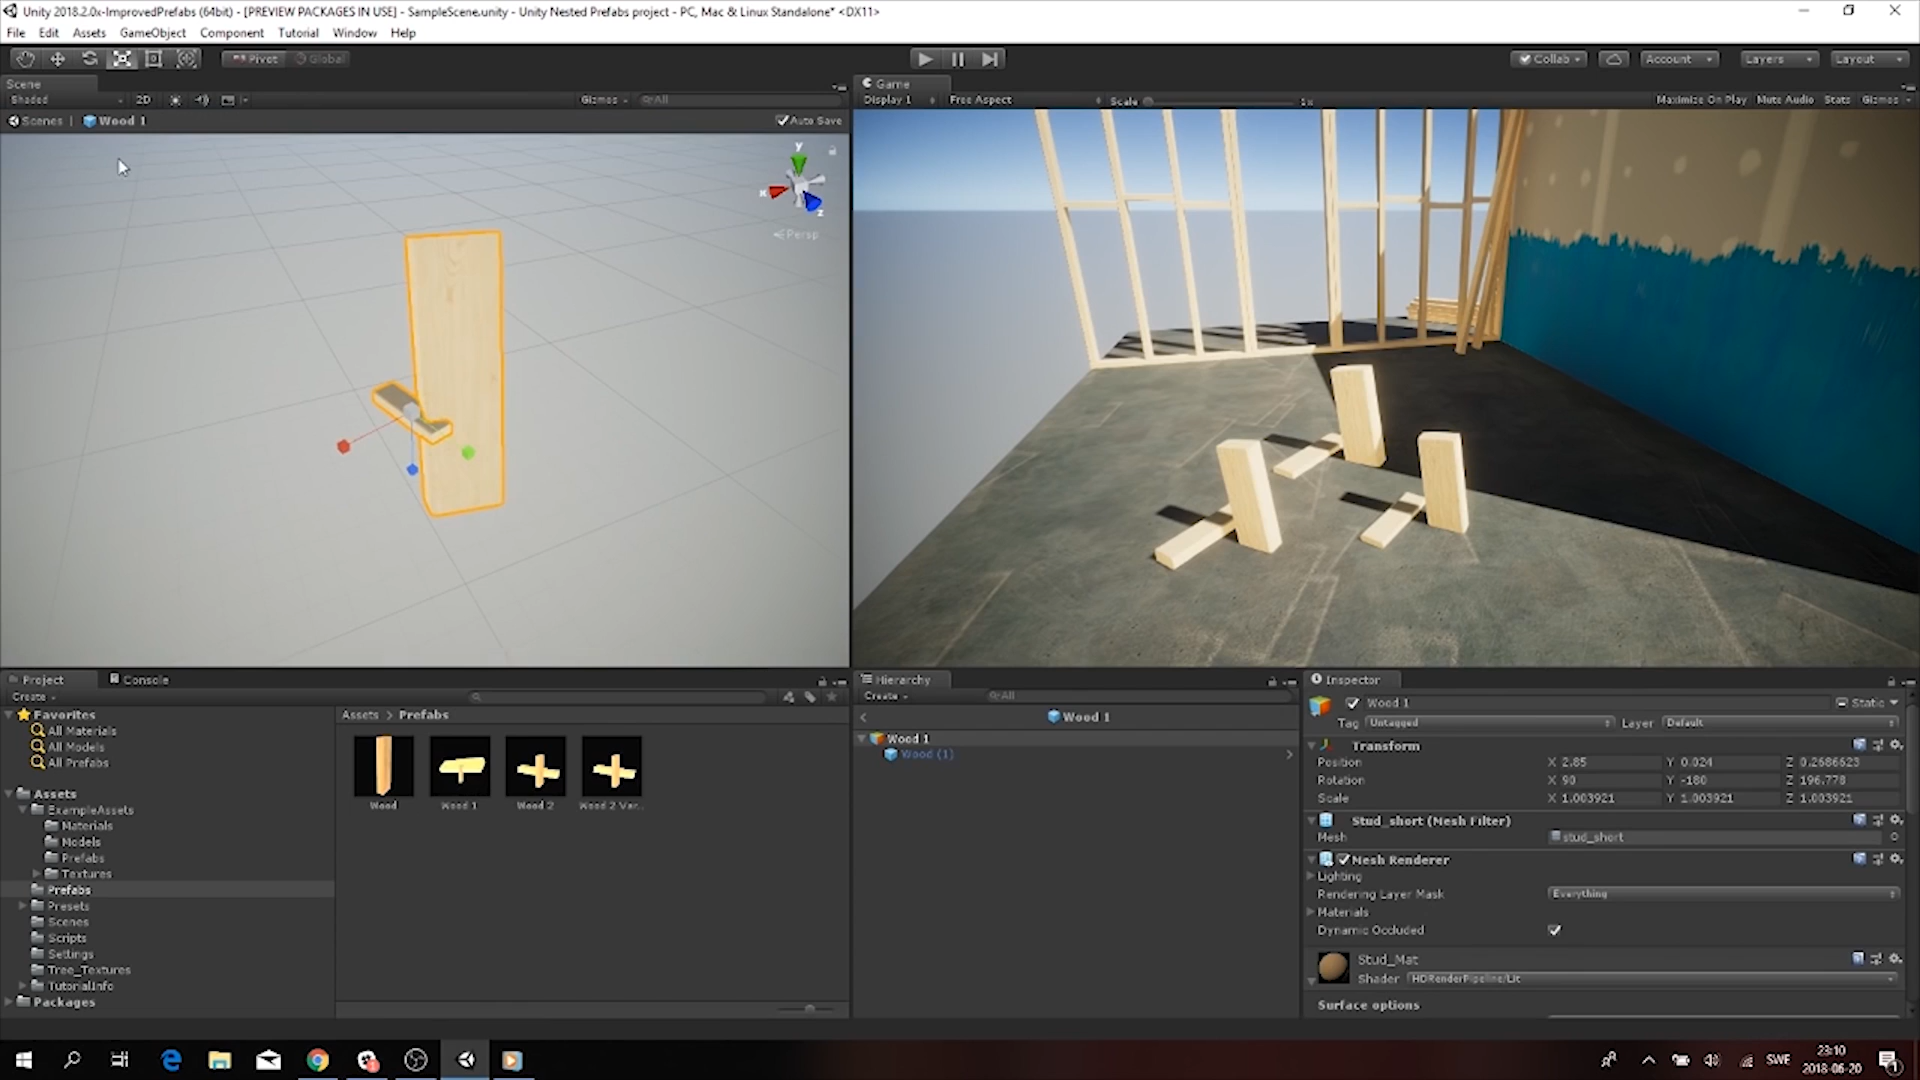 Unity 2018.2.0x-ImprovedPrefabs (64bit) - [PREVIEW PACKAGES IN USE] - SampleScene.unity - Unity Nested Prefabs project - PC, Mac & Linux Standalone* <DX11>
File Edit Assets GameObject Component Tutorial Window Help
Pivot Global Collab Account Layers Layout
Scene
Shaded 2D Gizmos All
Scenes | Wood 1 Auto Save
y
x
z
Persp
Game
Display 1 Free Aspect Scale 1x Maximize On Play Mute Audio Stats Gizmos
Project Console
Create
Favorites
All Materials
All Models
All Prefabs
Assets
ExampleAssets
Materials
Models
Prefabs
Textures
Prefabs
Presets
Scenes
Scripts
Settings
Tree_Textures
TutorialInfo
Packages
Assets > Prefabs
Wood Wood 1 Wood 2 Wood 2 Var...
Hierarchy
Create All
Wood 1
Wood 1
Wood (1)
Inspector
Wood 1 Static
Tag Untagged Layer Default
Transform
Position X 2.85 Y 0.024 Z 0.2686623
Rotation X 90 Y -180 Z 196.778
Scale X 1.003921 Y 1.003921 Z 1.003921
Stud_short (Mesh Filter)
Mesh stud_short
Mesh Renderer
Lighting
Rendering Layer Mask Everything
Materials
Dynamic Occluded
Stud_Mat
Shader HDRenderPipeline/Lit
Surface options
SWE
23:10
2018-06-20